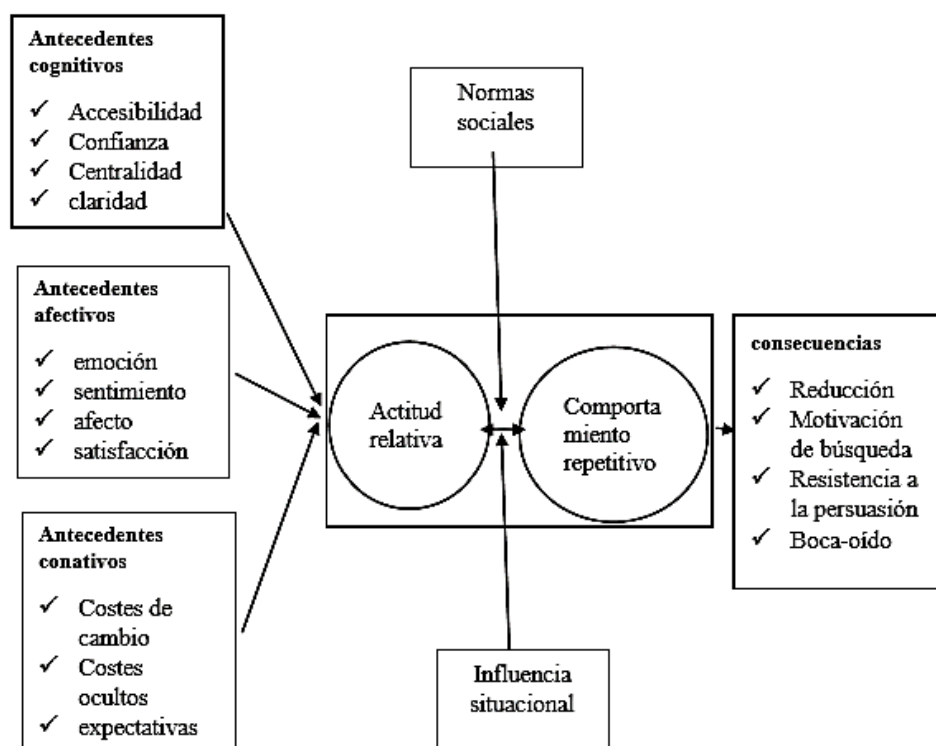 Antecedentes
cognitivos
✓ Accesibilidad
✓ Confianza
✓ Centralidad
✓ claridad
Normas
sociales
Antecedentes
afectivos
✓ emoción
✓ sentimiento
✓ afecto
✓ satisfacción
Actitud
relativa
Comporta
miento
repetitivo
consecuencias
✓ Reducción
✓ Motivación
de búsqueda
✓ Resistencia a
la persuasión
✓ Boca-oído
Antecedentes
conativos
✓ Costes de
cambio
✓ Costes
ocultos
✓ expectativas
Influencia
situacional